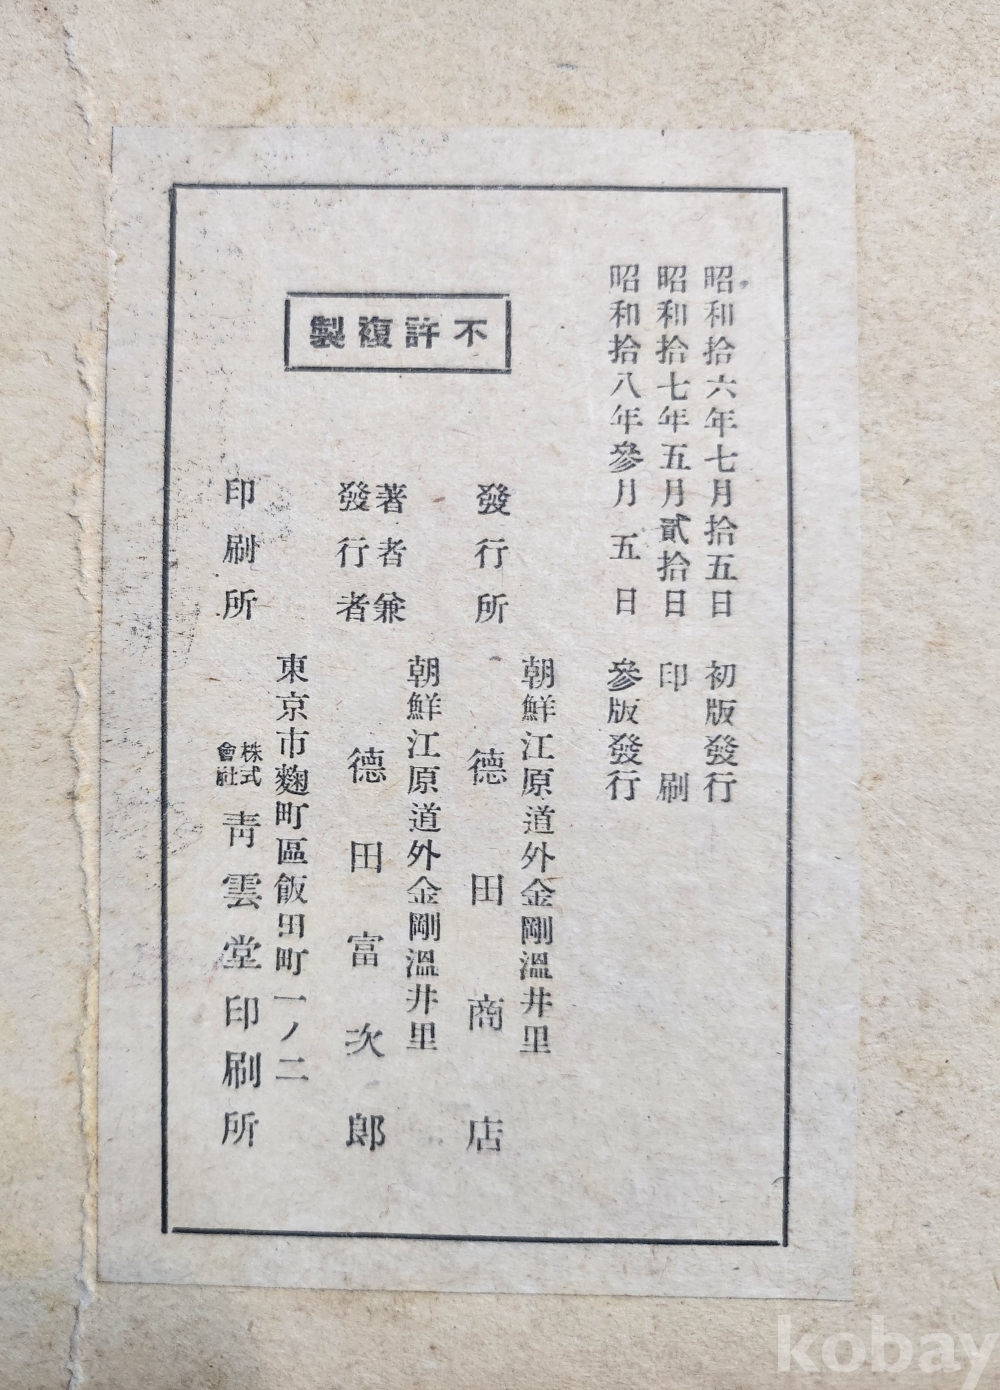 昭和拾六年七月拾五日 初版發行
昭和拾七年五月貳拾日 印刷
昭和拾八年參月五日 參版發行
不許複製
朝鮮江原道外金剛溫井里
發行所 德田商店
朝鮮江原道外金剛溫井里
著者兼
發行者 德田富次郎
東京市麴町區飯田町一ノ二
印刷所 株式會社 靑雲堂印刷所
kobay